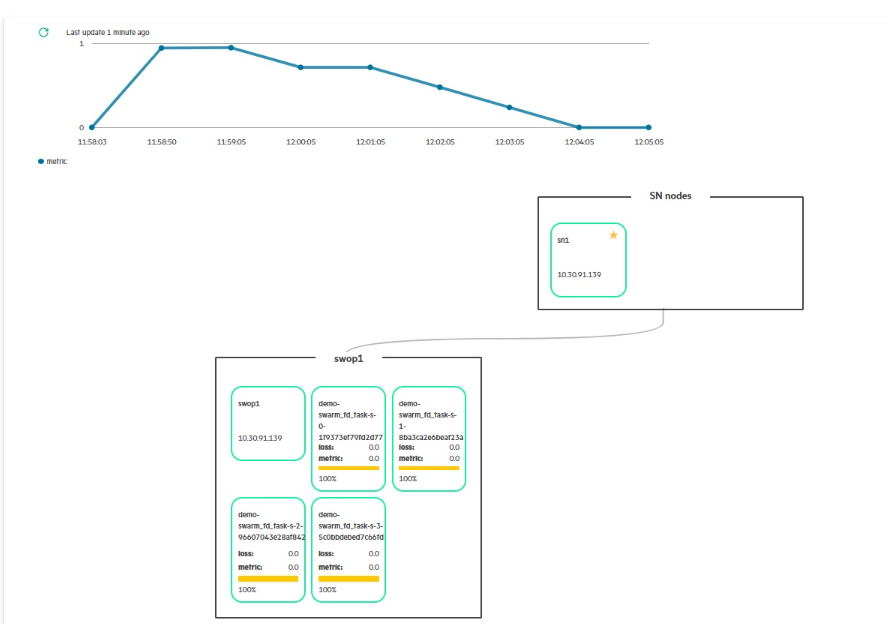 Last update 1 minute ago
1
0
11:58:03 11:58:50 11:59:05 12:00:05 12:01:05 12:02:05 12:03:05 12:04:05 12:05:05
metric
SN nodes
sn1
10.30.91.139
swop1
swop1
10.30.91.139
demo-
swarm_fd_task-s-
0-
1f9373ef79fd2d77
loss: 0.0
metric: 0.0
100%
demo-
swarm_fd_task-s-
1-
8ba3ca2e6beaf23a
loss: 0.0
metric: 0.0
100%
demo-
swarm_fd_task-s-2-
96607043e28af842
loss: 0.0
metric: 0.0
100%
demo-
swarm_fd_task-s-3-
5c0bbdebed7c66fd
loss: 0.0
metric: 0.0
100%